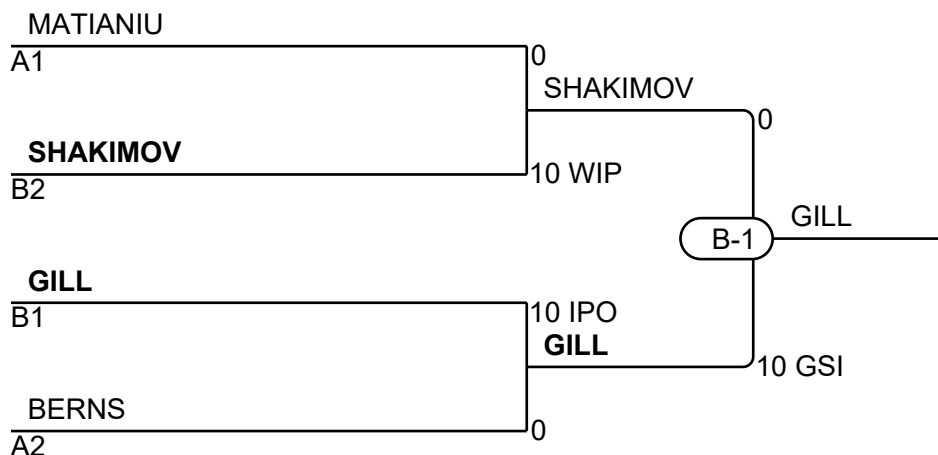 MATIANIU
A1
0
SHAKIMOV
0
SHAKIMOV
B2
10 WIP
B-1
GILL
GILL
B1
10 IPO
GILL
10 GSI
BERNS
A2
0